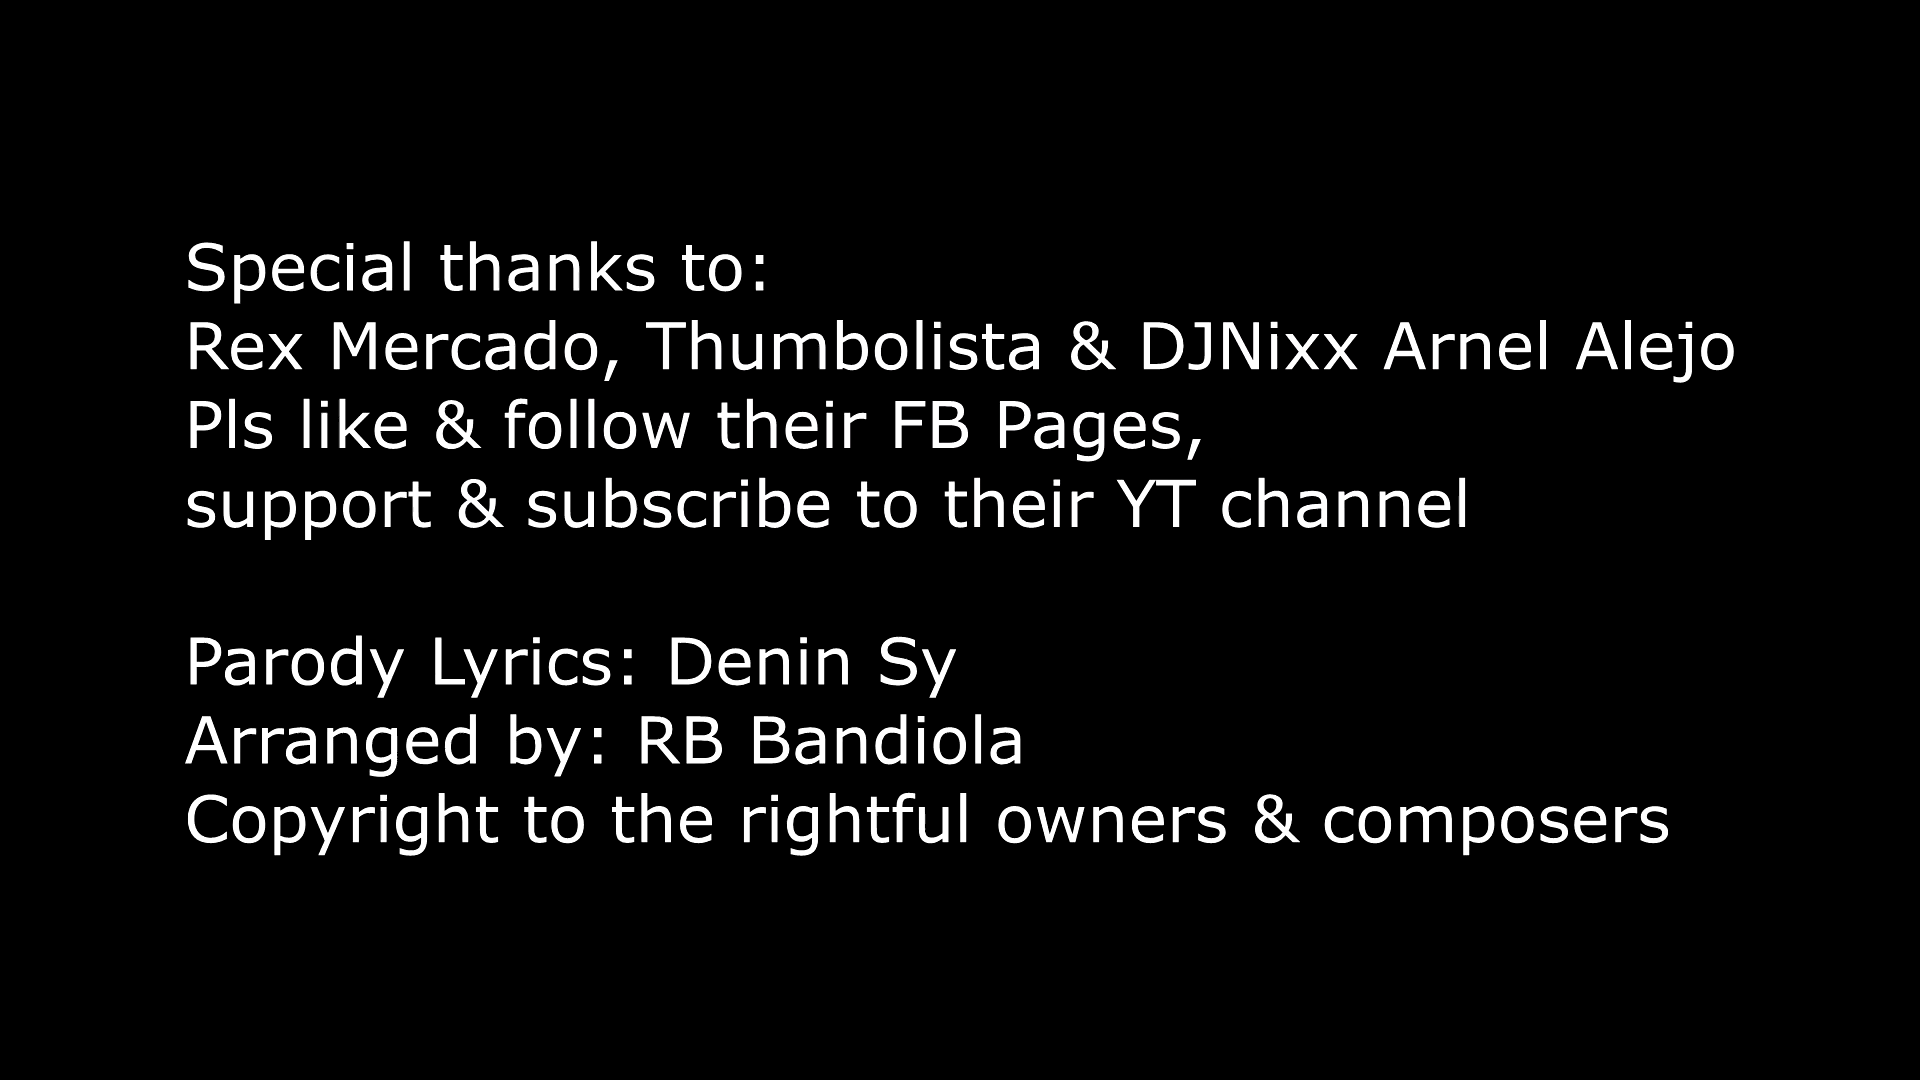 Special thanks to:
Rex Mercado, Thumbolista & DJNixx Arnel Alejo
Pls like & follow their FB Pages,
support & subscribe to their YT channel
Parody Lyrics: Denin Sy
Arranged by: RB Bandiola
Copyright to the rightful owners & composers